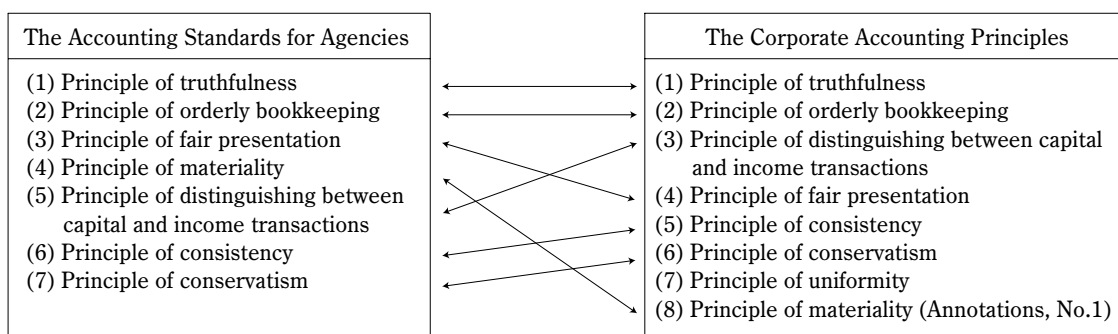 The Accounting Standards for Agencies
(1) Principle of truthfulness
(2) Principle of orderly bookkeeping
(3) Principle of fair presentation
(4) Principle of materiality
(5) Principle of distinguishing between
capital and income transactions
(6) Principle of consistency
(7) Principle of conservatism
The Corporate Accounting Principles
(1) Principle of truthfulness
(2) Principle of orderly bookkeeping
(3) Principle of distinguishing between capital
and income transactions
(4) Principle of fair presentation
(5) Principle of consistency
(6) Principle of conservatism
(7) Principle of uniformity
(8) Principle of materiality (Annotations, No.1)